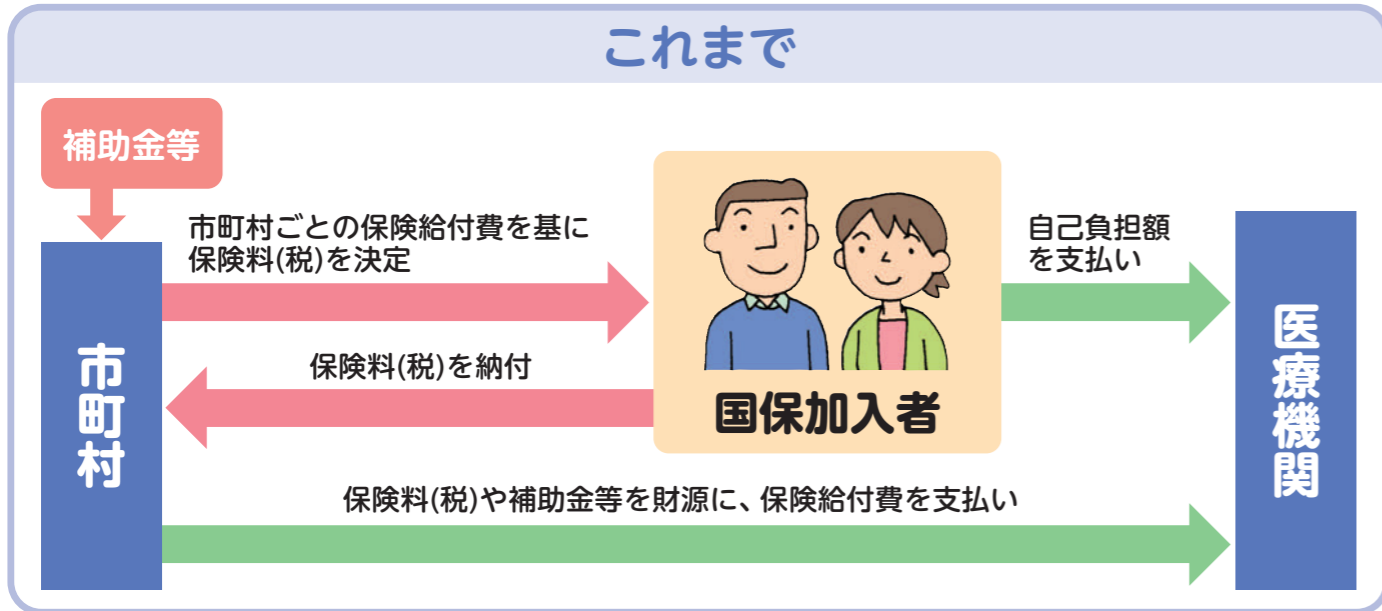 これまで
補助金等
市町村ごとの保険給付費を基に
保険料(税)を決定
自己負担額
を支払い
市町村
保険料(税)を納付
国保加入者
医療機関
保険料(税)や補助金等を財源に、保険給付費を支払い